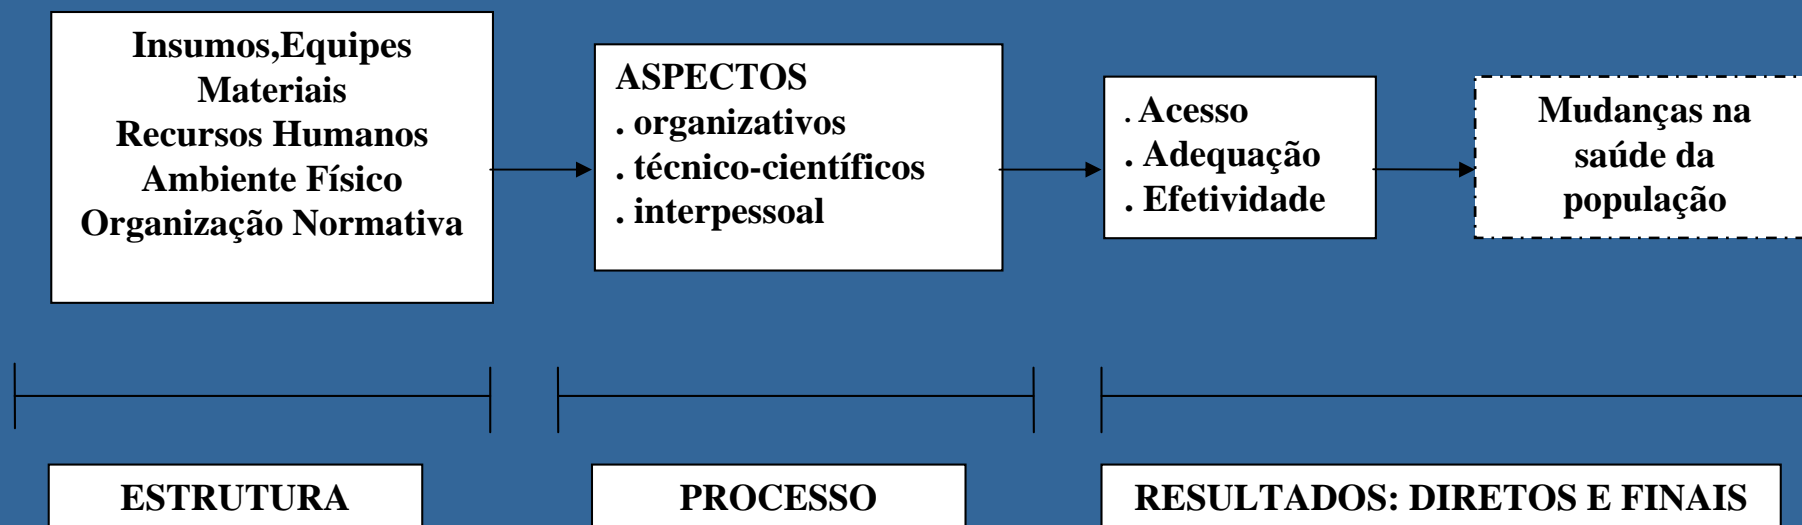 Insumos,Equipes
Materiais
Recursos Humanos
Ambiente Físico
Organização Normativa
ASPECTOS
. organizativos
. técnico-científicos
. interpessoal
. Acesso
. Adequação
. Efetividade
Mudanças na
saúde da
população
ESTRUTURA
PROCESSO
RESULTADOS: DIRETOS E FINAIS